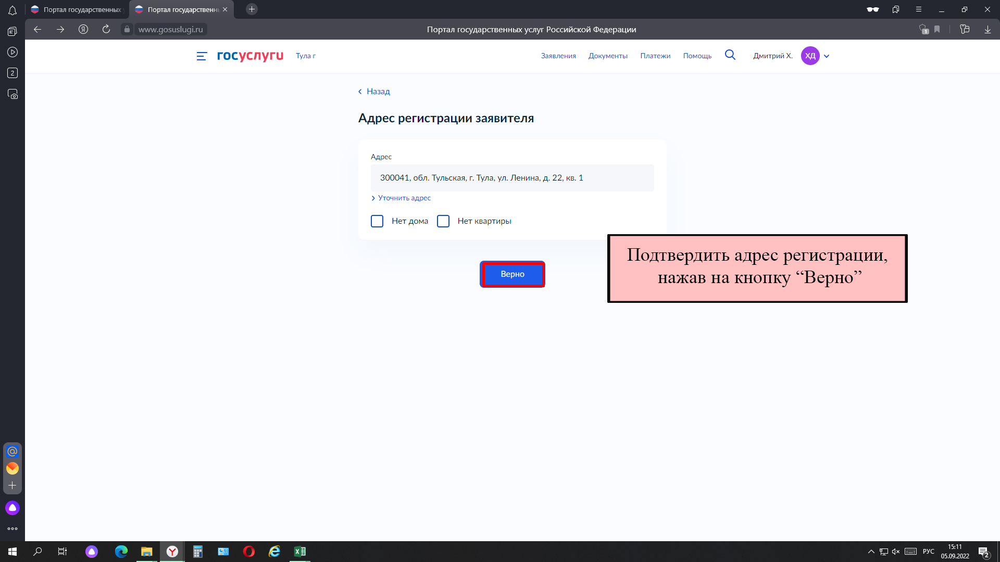 Портал государственных
Портал государственн
www.gosuslugi.ru
Портал государственных услуг Российской Федерации
1
2
госуслуги
Тула г
Заявления
Документы
Платежи
Помощь
Дмитрий Х.
ХД
Назад
Адрес регистрации заявителя
Адрес
300041, обл. Тульская, г. Тула, ул. Ленина, д. 22, кв. 1
Уточнить адрес
Нет дома
Нет квартиры
Верно
Подтвердить адрес регистрации,
нажав на кнопку “Верно”
РУС
15:11
05.09.2022
2